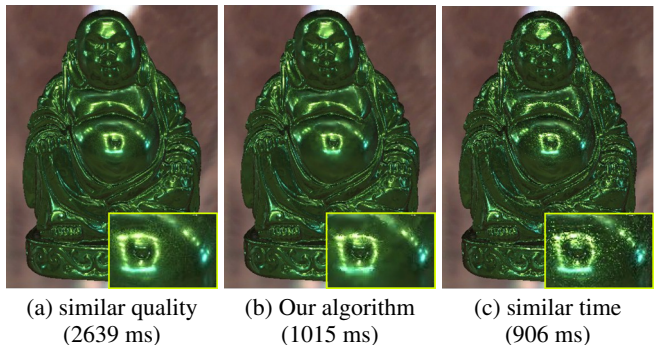 (a) similar quality (b) Our algorithm (c) similar time
(2639 ms) (1015 ms) (906 ms)